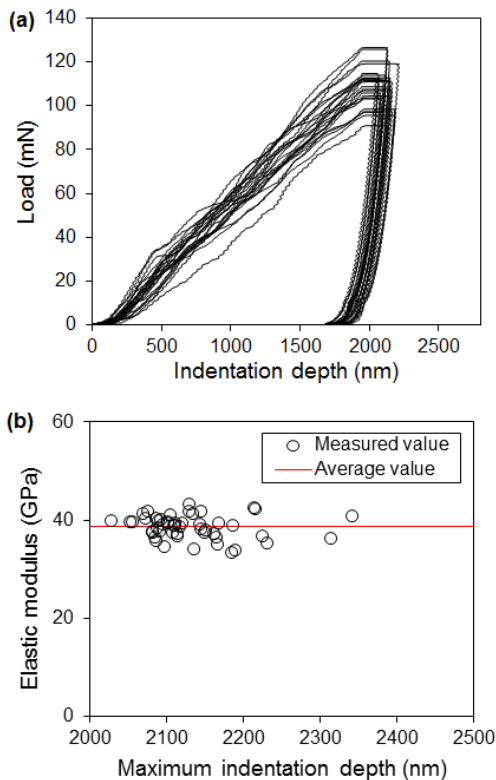 (a)
140
120
100
80
60
40
20
0
Load (mN)
0 500 1000 1500 2000 2500
Indentation depth (nm)
(b)
60
40
20
0
Elastic modulus (GPa)
Measured value
Average value
2000 2100 2200 2300 2400 2500
Maximum indentation depth (nm)